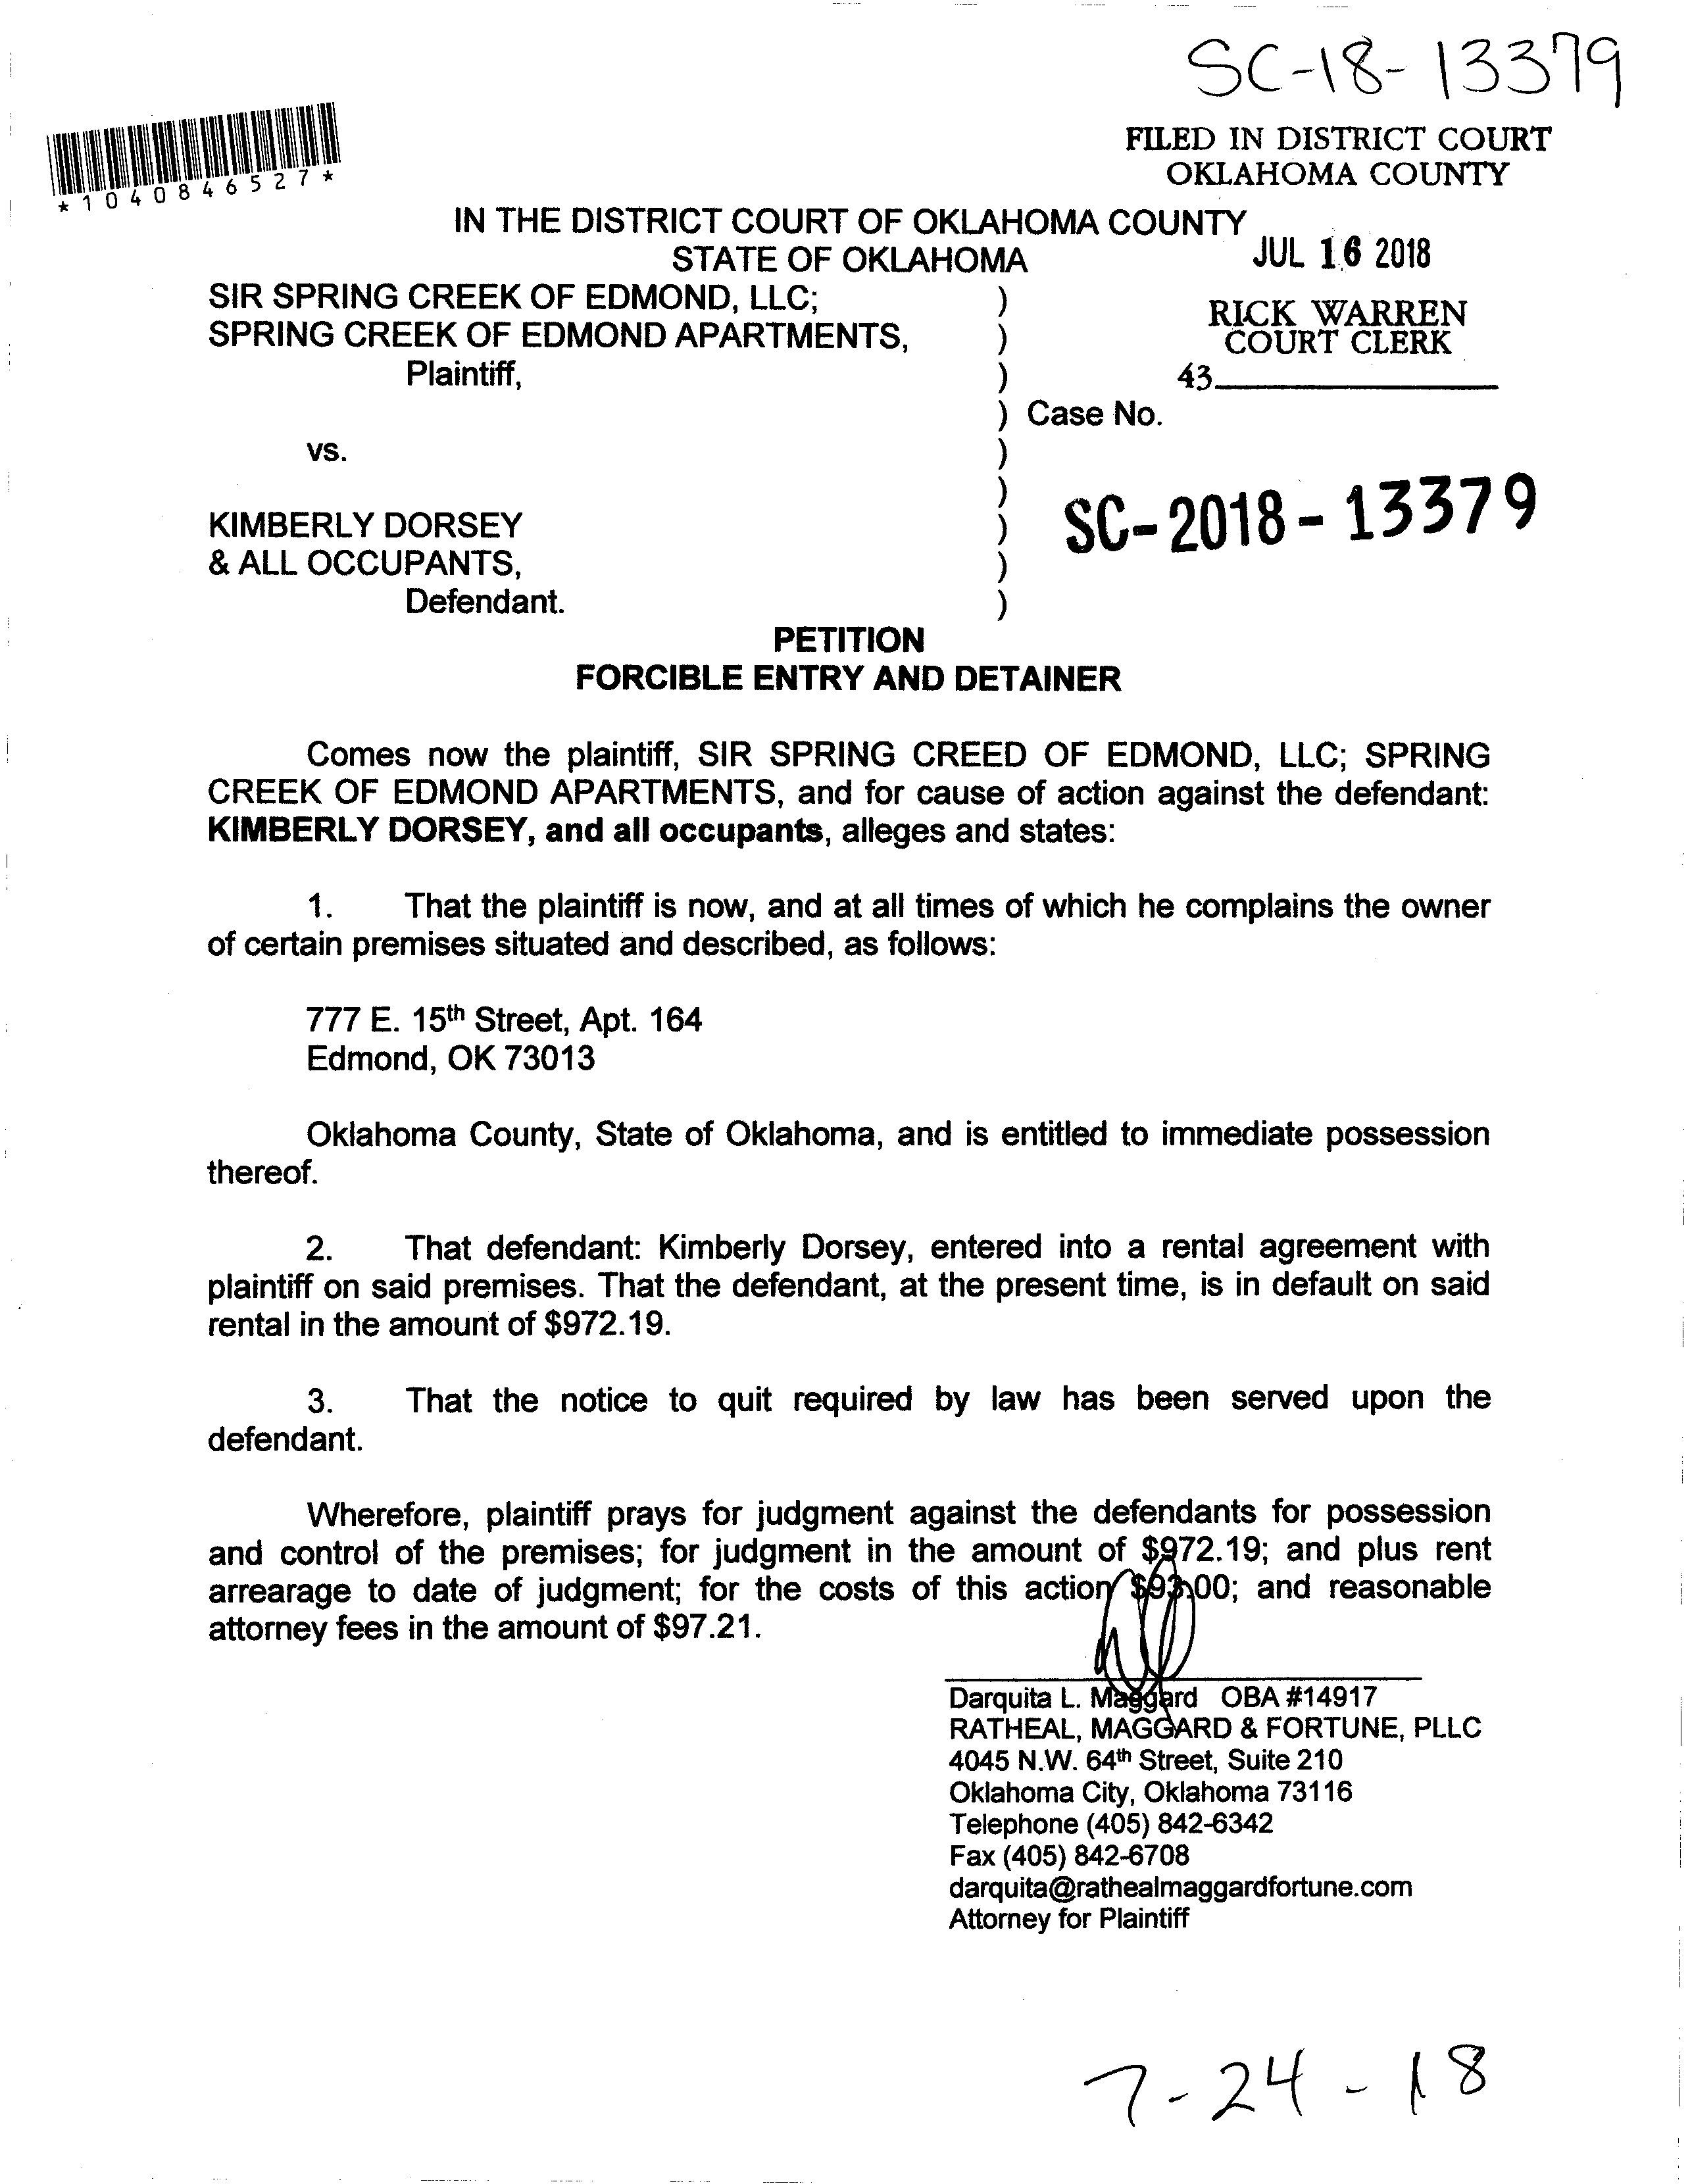 SC-18-13379
FILED IN DISTRICT COURT
OKLAHOMA COUNTY
*1040846527*
IN THE DISTRICT COURT OF OKLAHOMA COUNTY
STATE OF OKLAHOMA
JUL 16 2018
SIR SPRING CREEK OF EDMOND, LLC; )
SPRING CREEK OF EDMOND APARTMENTS, )
Plaintiff, )
RICK WARREN
COURT CLERK
43
) Case No.
vs. )
)
SC-2018-13379
KIMBERLY DORSEY )
& ALL OCCUPANTS, )
Defendant. )
PETITION
FORCIBLE ENTRY AND DETAINER
Comes now the plaintiff, SIR SPRING CREED OF EDMOND, LLC; SPRING
CREEK OF EDMOND APARTMENTS, and for cause of action against the defendant:
KIMBERLY DORSEY, and all occupants, alleges and states:
1. That the plaintiff is now, and at all times of which he complains the owner
of certain premises situated and described, as follows:
777 E. 15th Street, Apt. 164
Edmond, OK 73013
Oklahoma County, State of Oklahoma, and is entitled to immediate possession
thereof.
2. That defendant: Kimberly Dorsey, entered into a rental agreement with
plaintiff on said premises. That the defendant, at the present time, is in default on said
rental in the amount of $972.19.
3. That the notice to quit required by law has been served upon the
defendant.
Wherefore, plaintiff prays for judgment against the defendants for possession
and control of the premises; for judgment in the amount of $972.19; and plus rent
arrearage to date of judgment; for the costs of this action $93.00; and reasonable
attorney fees in the amount of $97.21.
Darquita L. Maggard OBA #14917
RATHEAL, MAGGARD & FORTUNE, PLLC
4045 N.W. 64th Street, Suite 210
Oklahoma City, Oklahoma 73116
Telephone (405) 842-6342
Fax (405) 842-6708
darquita@rathealmaggardfortune.com
Attorney for Plaintiff
7-24-18